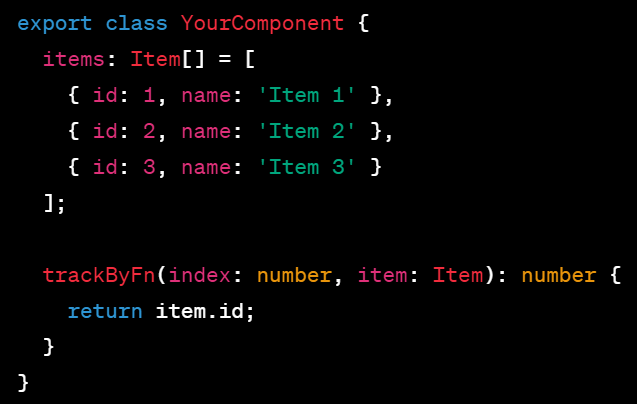 export class YourComponent {
  items: Item[] = [
    { id: 1, name: 'Item 1' },
    { id: 2, name: 'Item 2' },
    { id: 3, name: 'Item 3' }
  ];

  trackByFn(index: number, item: Item): number {
    return item.id;
  }
}